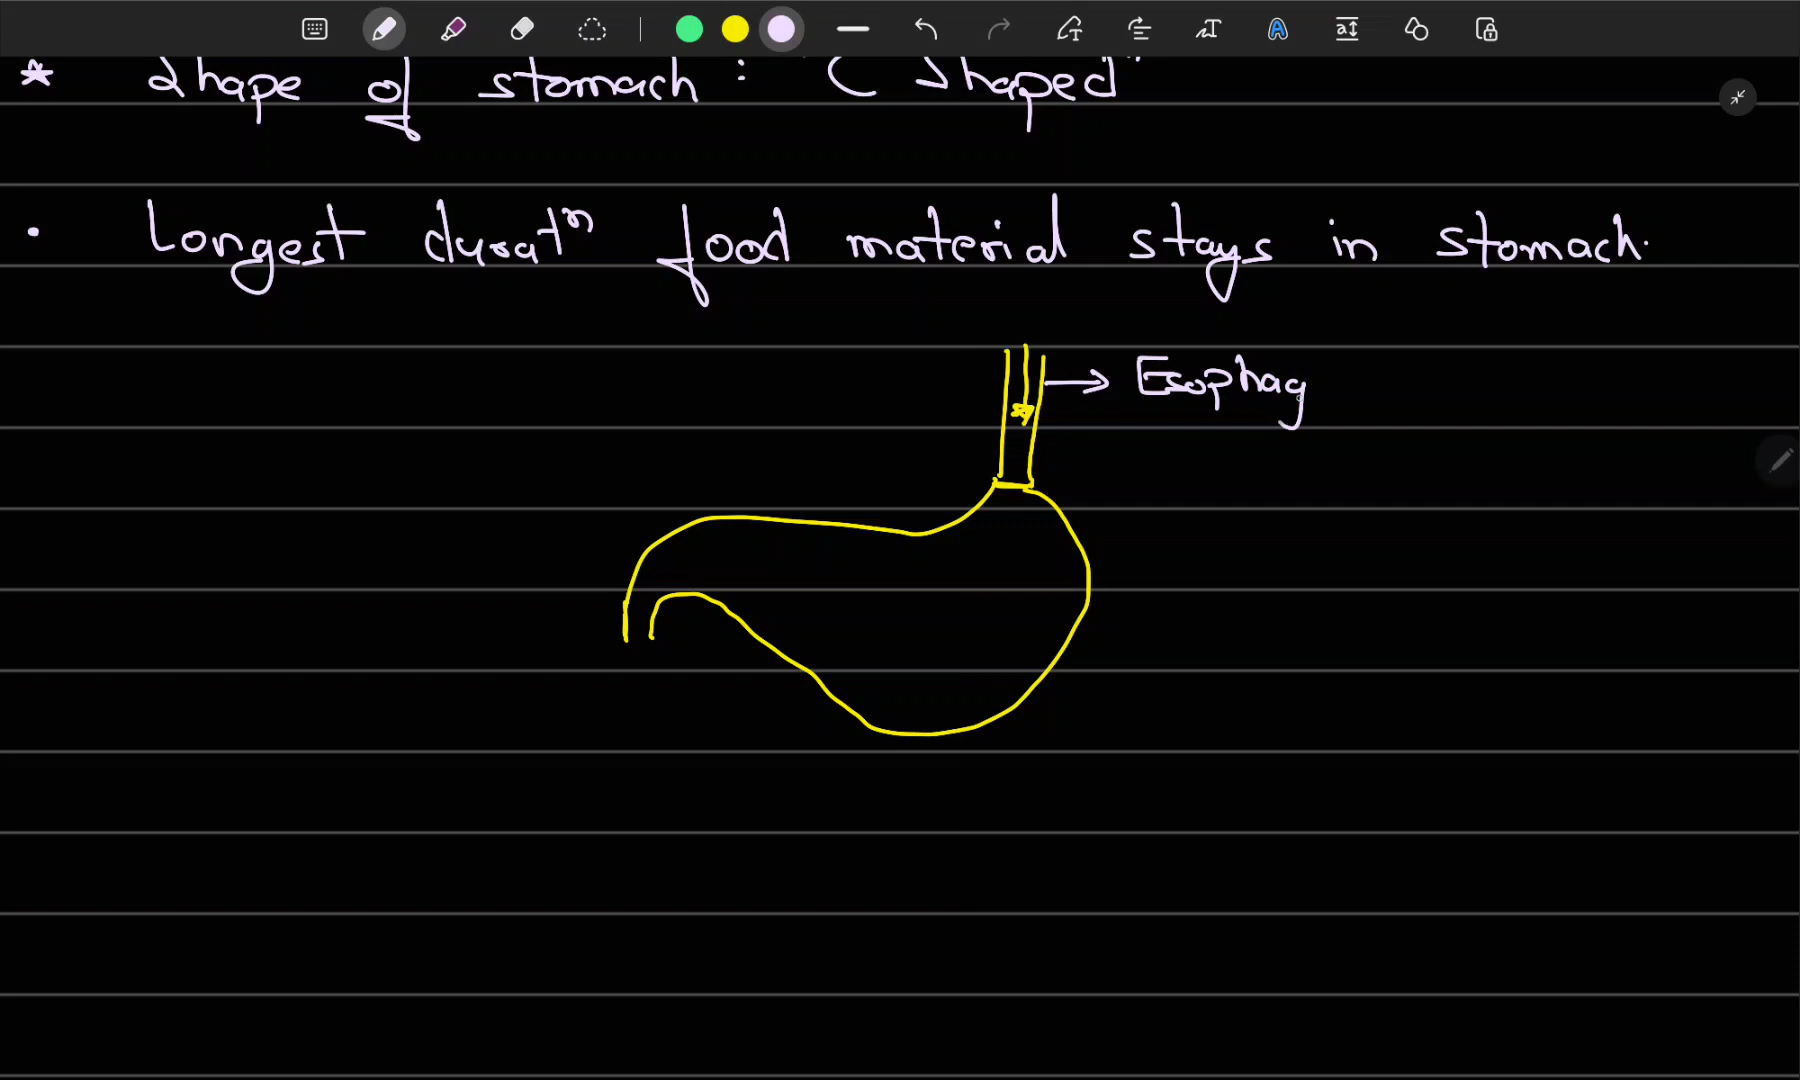 * Shape of stomach : "C Shaped"
. Longest duratⁿ food material stays in stomach.
→ Esophag